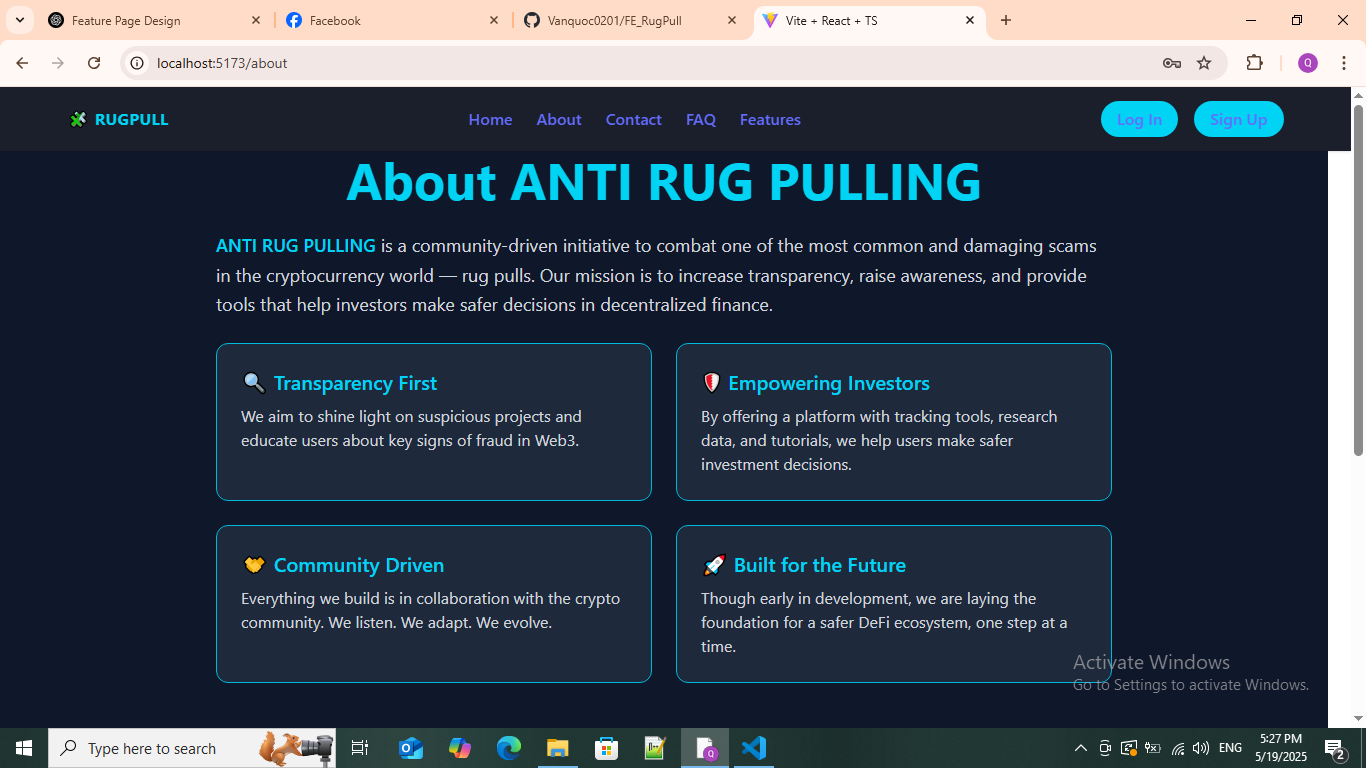 Feature Page Design
Facebook
Vanquoc0201/FE_RugPull
Vite + React + TS
localhost:5173/about
Q
RUGPULL
Home
About
Contact
FAQ
Features
Log In
Sign Up
About ANTI RUG PULLING
ANTI RUG PULLING is a community-driven initiative to combat one of the most common and damaging scams
in the cryptocurrency world — rug pulls. Our mission is to increase transparency, raise awareness, and provide
tools that help investors make safer decisions in decentralized finance.
🔍 Transparency First
We aim to shine light on suspicious projects and
educate users about key signs of fraud in Web3.
🛡️ Empowering Investors
By offering a platform with tracking tools, research
data, and tutorials, we help users make safer
investment decisions.
🤝 Community Driven
Everything we build is in collaboration with the crypto
community. We listen. We adapt. We evolve.
🚀 Built for the Future
Though early in development, we are laying the
foundation for a safer DeFi ecosystem, one step at a
time.
Activate Windows
Go to Settings to activate Windows.
Type here to search
Q
ENG
5:27 PM
5/19/2025
2